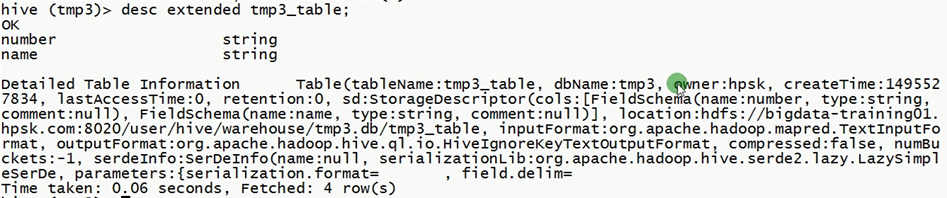 hive (tmp3)> desc extended tmp3_table;
OK
number string
name string
Detailed Table Information Table(tableName:tmp3_table, dbName:tmp3, owner:hpsk, createTime:149552
7834, lastAccessTime:0, retention:0, sd:StorageDescriptor(cols:[FieldSchema(name:number, type:string,
comment:null), FieldSchema(name:name, type:string, comment:null)], location:hdfs://bigdata-training01.
hpsk.com:8020/user/hive/warehouse/tmp3.db/tmp3_table, inputFormat:org.apache.hadoop.mapred.TextInputFo
rmat, outputFormat:org.apache.hadoop.hive.ql.io.HiveIgnoreKeyTextOutputFormat, compressed:false, numBu
ckets:-1, serdeInfo:SerDeInfo(name:null, serializationLib:org.apache.hadoop.hive.serde2.lazy.LazySimpl
eSerDe, parameters:{serialization.format= , field.delim=
Time taken: 0.06 seconds, Fetched: 4 row(s)